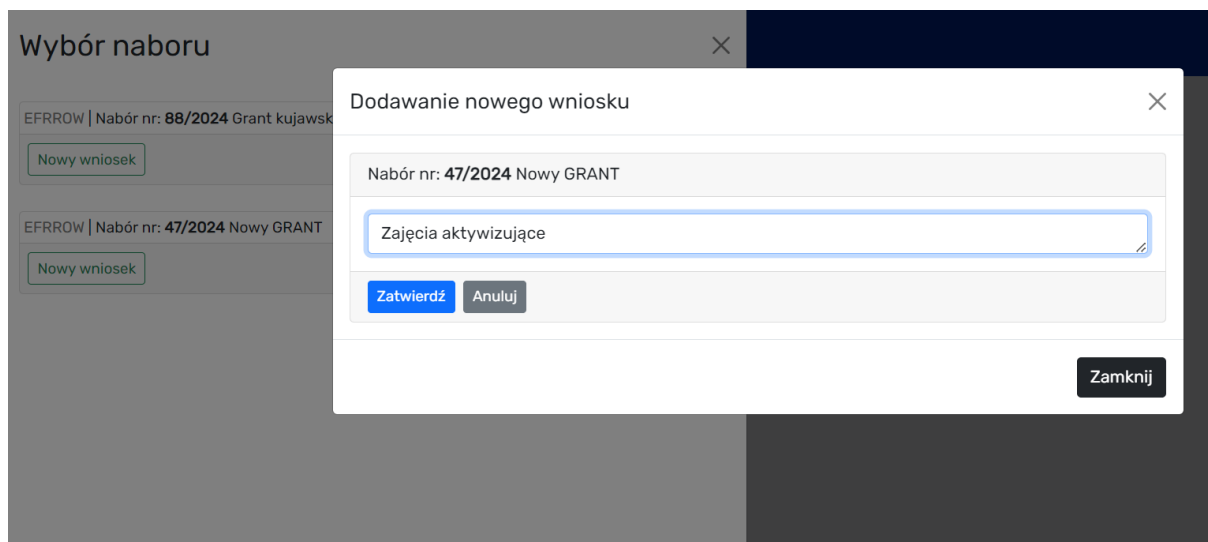 Wybór naboru
EFRROW | Nabór nr: 88/2024 Grant kujawsk
Nowy wniosek
EFRROW | Nabór nr: 47/2024 Nowy GRANT
Nowy wniosek
Dodawanie nowego wniosku
Nabór nr: 47/2024 Nowy GRANT
Zajęcia aktywizujące
Zatwierdź Anuluj
Zamknij